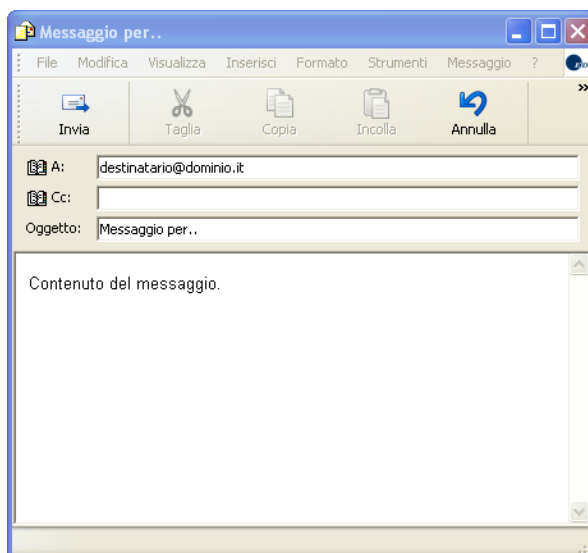 Messaggio per..
File Modifica Visualizza Inserisci Formato Strumenti Messaggio ? »
Invia Taglia Copia Incolla Annulla
A: destinatario@dominio.it
Cc:
Oggetto: Messaggio per..
Contenuto del messaggio.